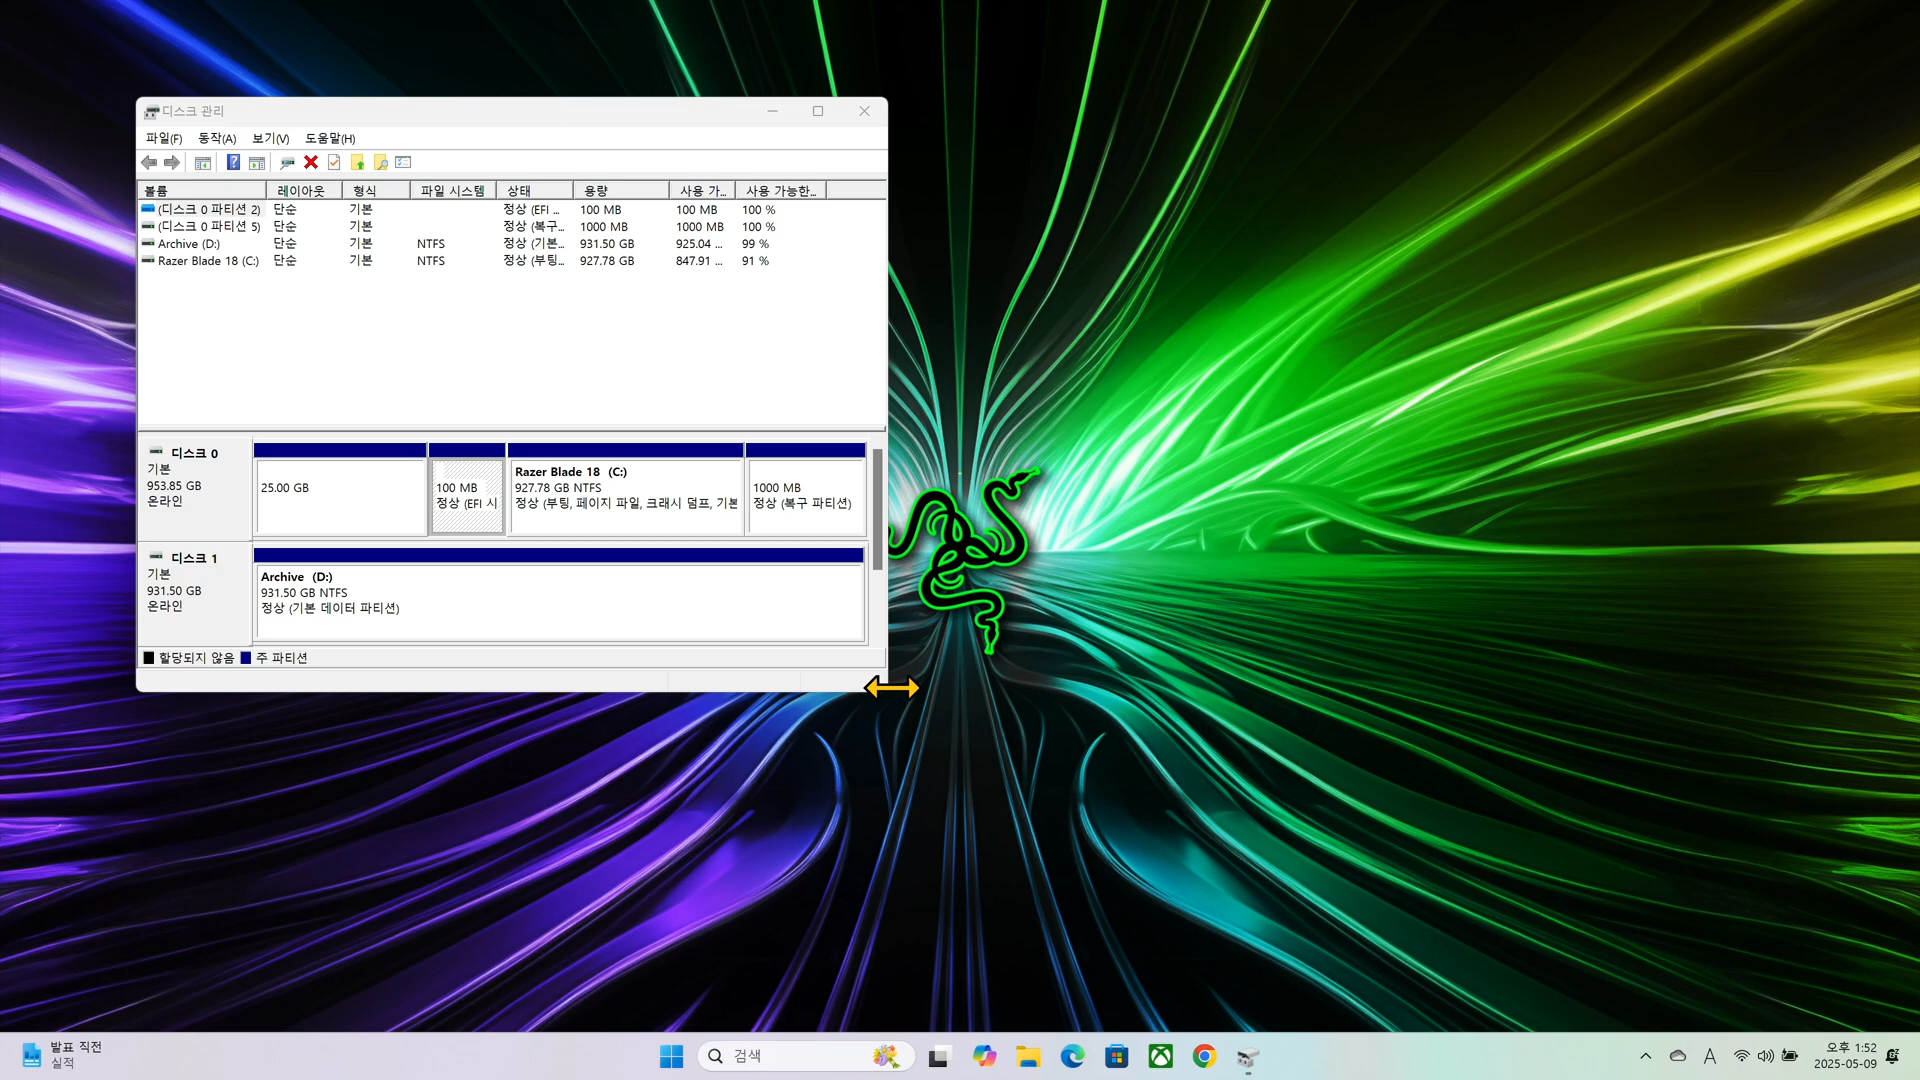 디스크 관리
파일(F) 동작(A) 보기(V) 도움말(H)
볼륨 레이아웃 형식 파일 시스템 상태 용량 사용 가... 사용 가능한...
(디스크 0 파티션 2) 단순 기본 정상 (EFI ... 100 MB 100 MB 100 %
(디스크 0 파티션 5) 단순 기본 정상 (복구... 1000 MB 1000 MB 100 %
Archive (D:) 단순 기본 NTFS 정상 (기본... 931.50 GB 925.04 ... 99 %
Razer Blade 18 (C:) 단순 기본 NTFS 정상 (부팅... 927.78 GB 847.91 ... 91 %
디스크 0
기본
953.85 GB
온라인
25.00 GB
100 MB
정상 (EFI 시
Razer Blade 18 (C:)
927.78 GB NTFS
정상 (부팅, 페이지 파일, 크래시 덤프, 기본
1000 MB
정상 (복구 파티션)
디스크 1
기본
931.50 GB
온라인
Archive (D:)
931.50 GB NTFS
정상 (기본 데이터 파티션)
할당되지 않음 주 파티션
발표 직전
실적
검색
A
오후 1:52
2025-05-09